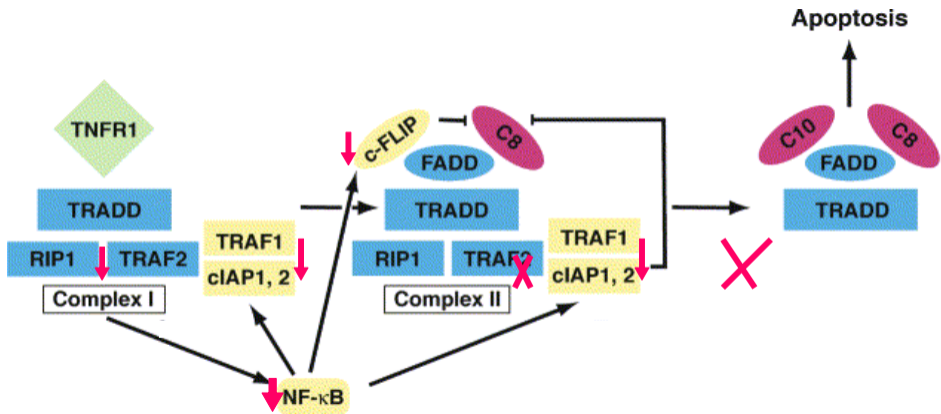 Apoptosis
TNFR1
TRADD
RIP1
TRAF2
TRAF1
cIAP1, 2
Complex I
c-FLIP
C8
FADD
TRADD
RIP1
TRAF2
TRAF1
cIAP1, 2
Complex II
NF-κB
C10
C8
FADD
TRADD